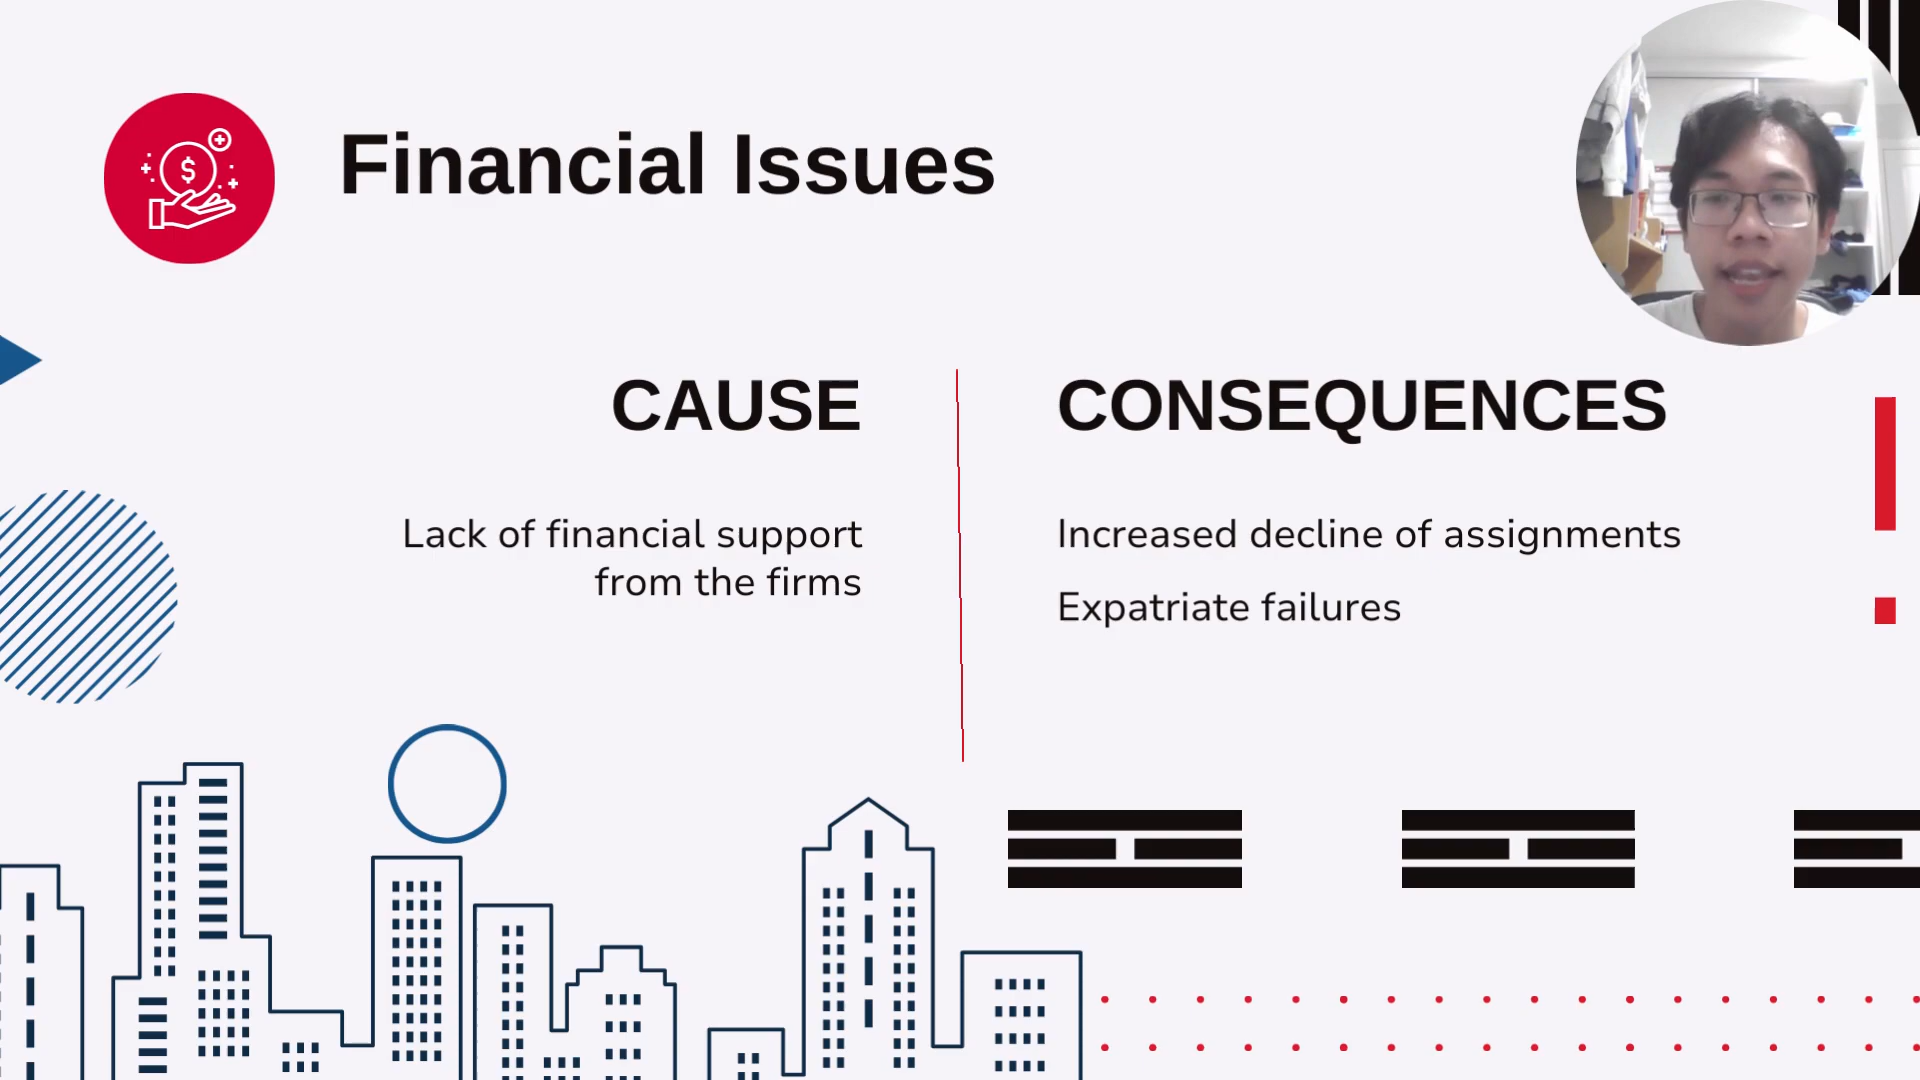 Financial Issues
CAUSE
Lack of financial support
from the firms
CONSEQUENCES
Increased decline of assignments
Expatriate failures